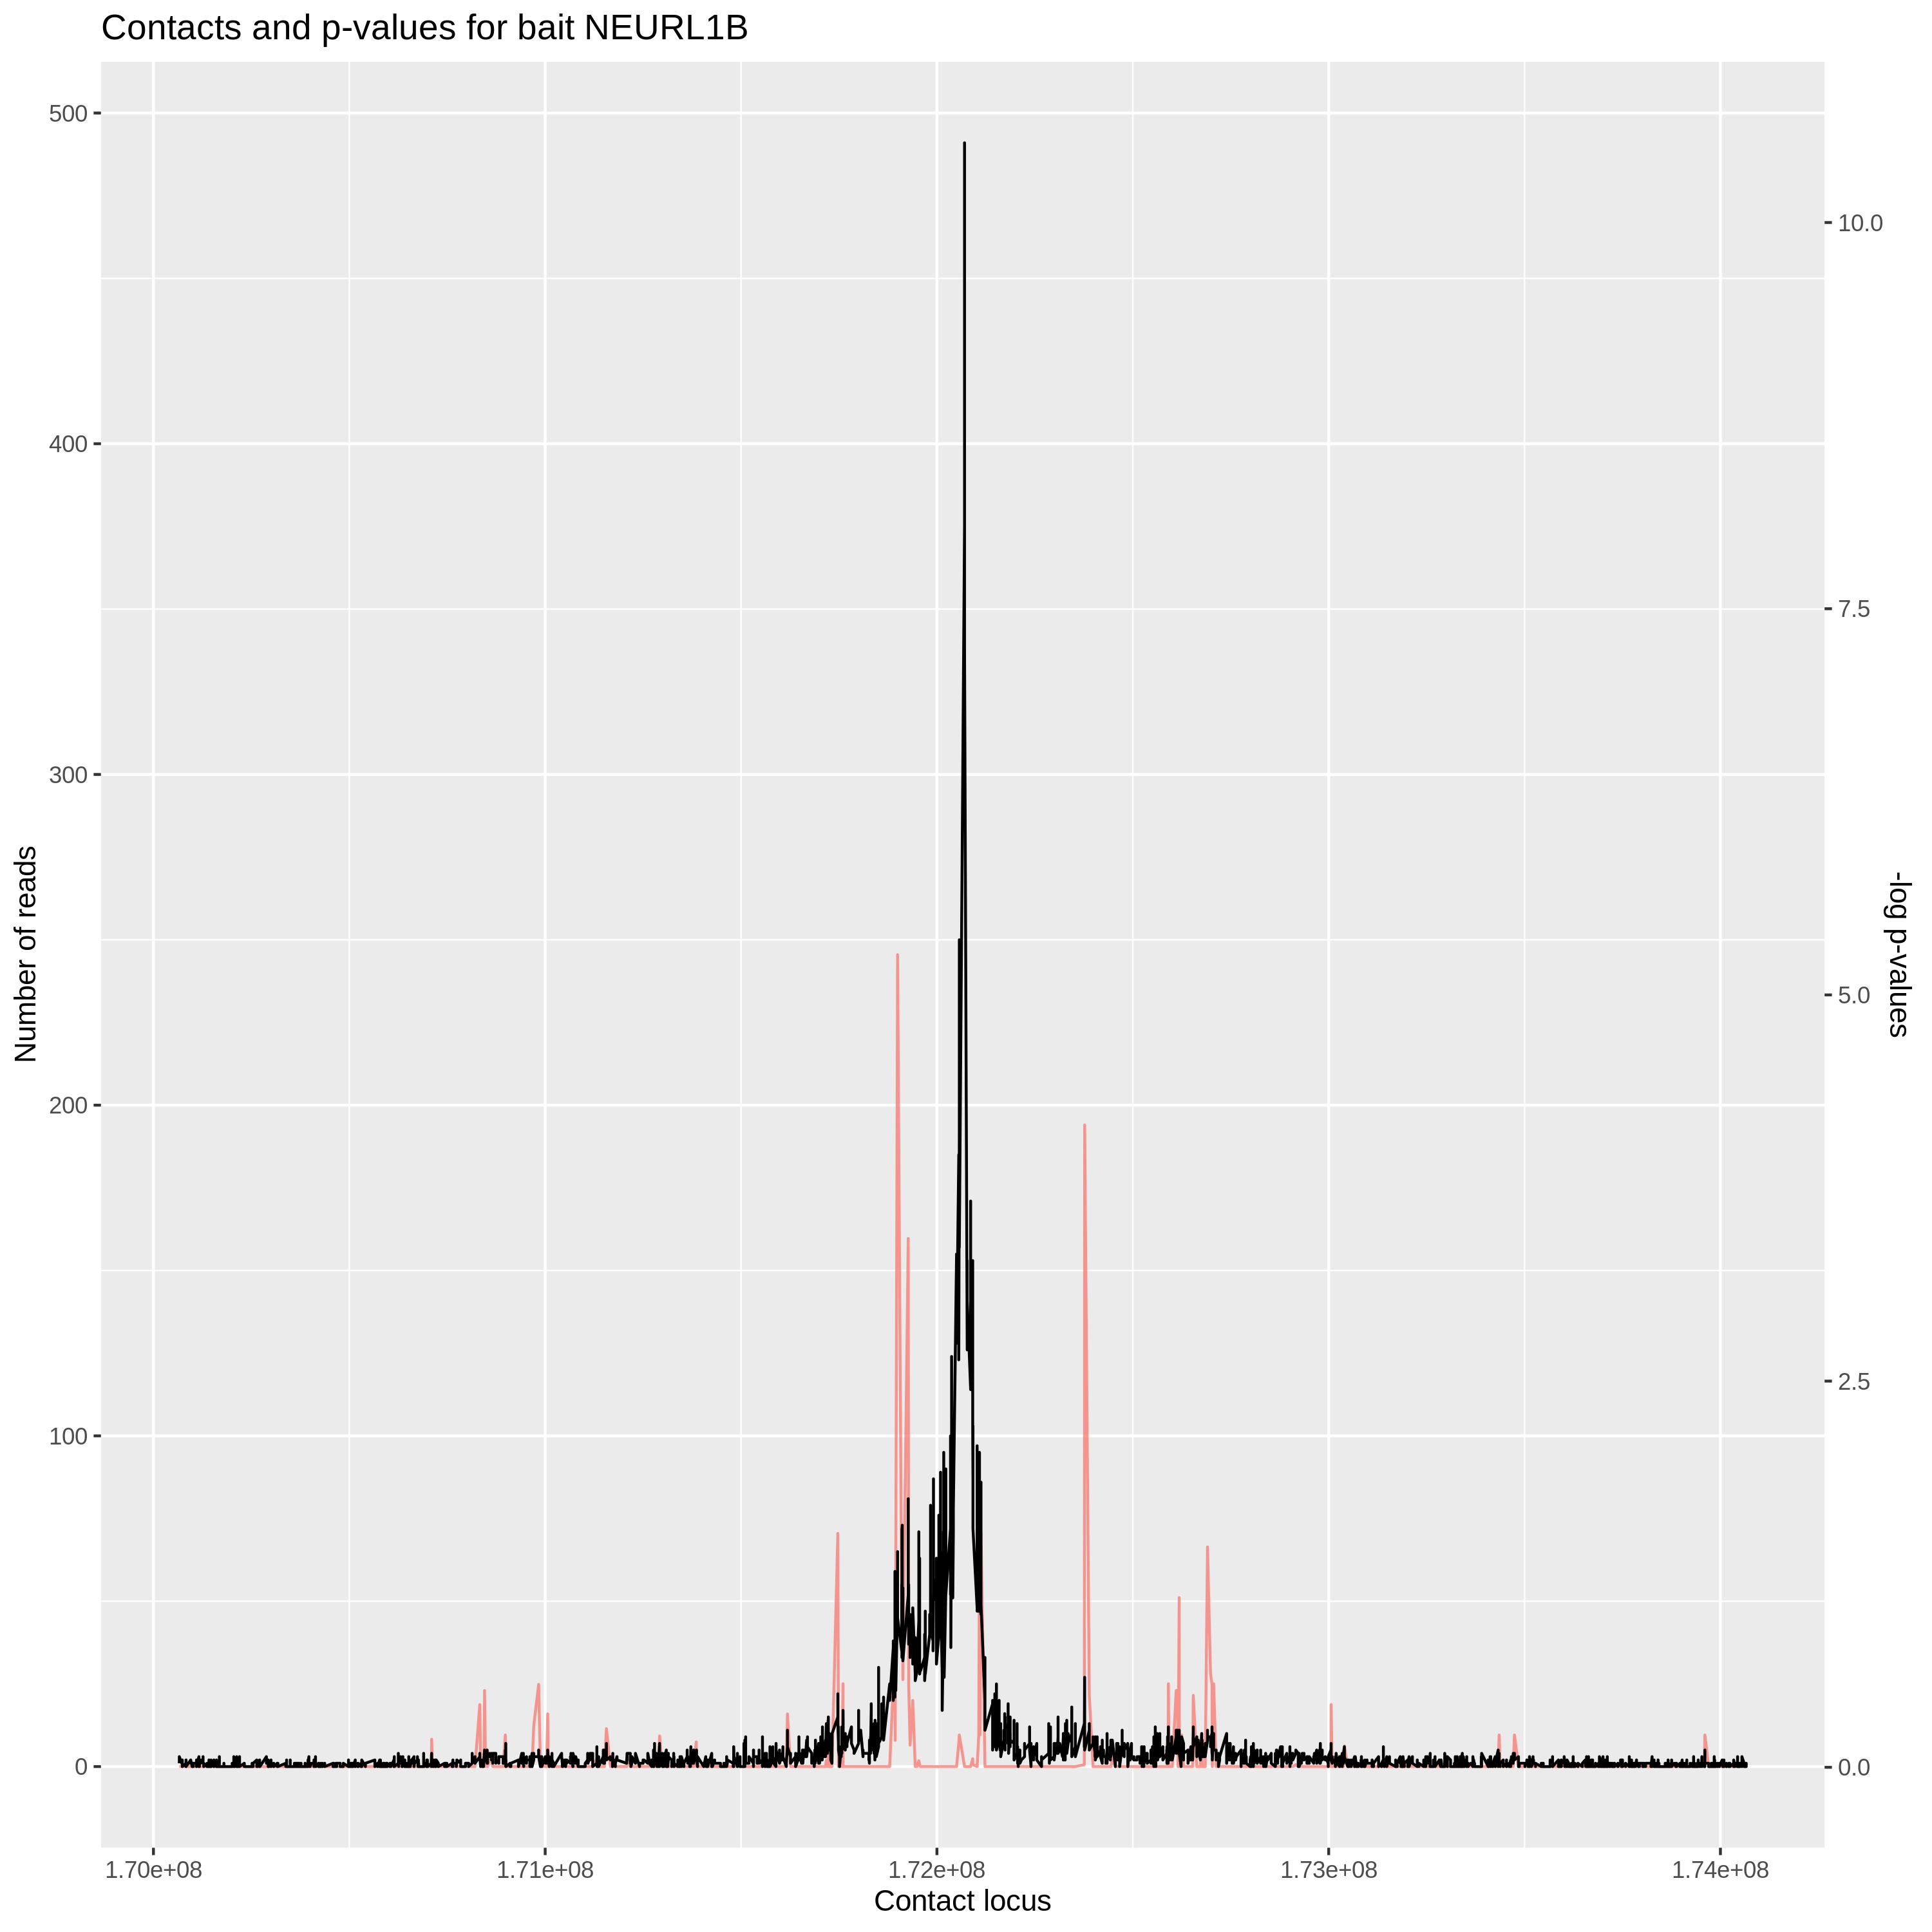 Contacts and p-values for bait NEURL1B
500
400
300
200
100
0
Number of reads
10.0
7.5
5.0
2.5
0.0
-log p-values
1.70e+08
1.71e+08
1.72e+08
1.73e+08
1.74e+08
Contact locus